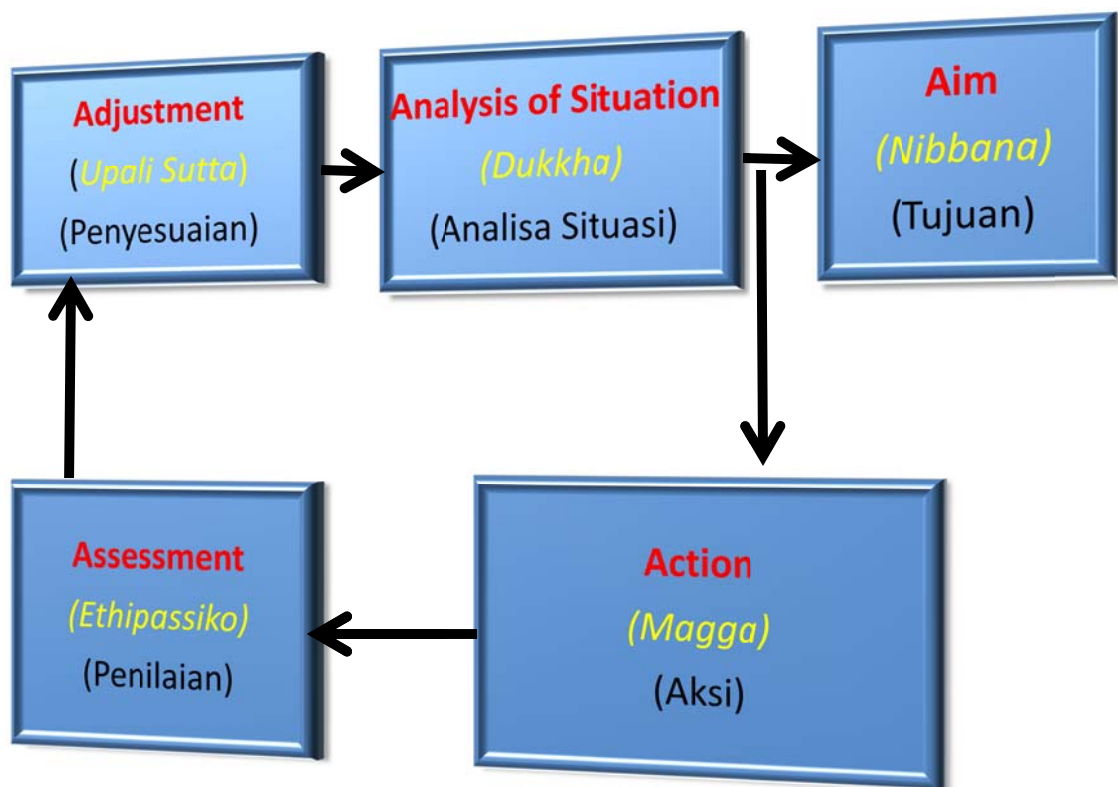 Adjustment
(Upali Sutta)
(Penyesuaian)
Analysis of Situation
(Dukkha)
(Analisa Situasi)
Aim
(Nibbana)
(Tujuan)
Assessment
(Ethipassiko)
(Penilaian)
Action
(Magga)
(Aksi)